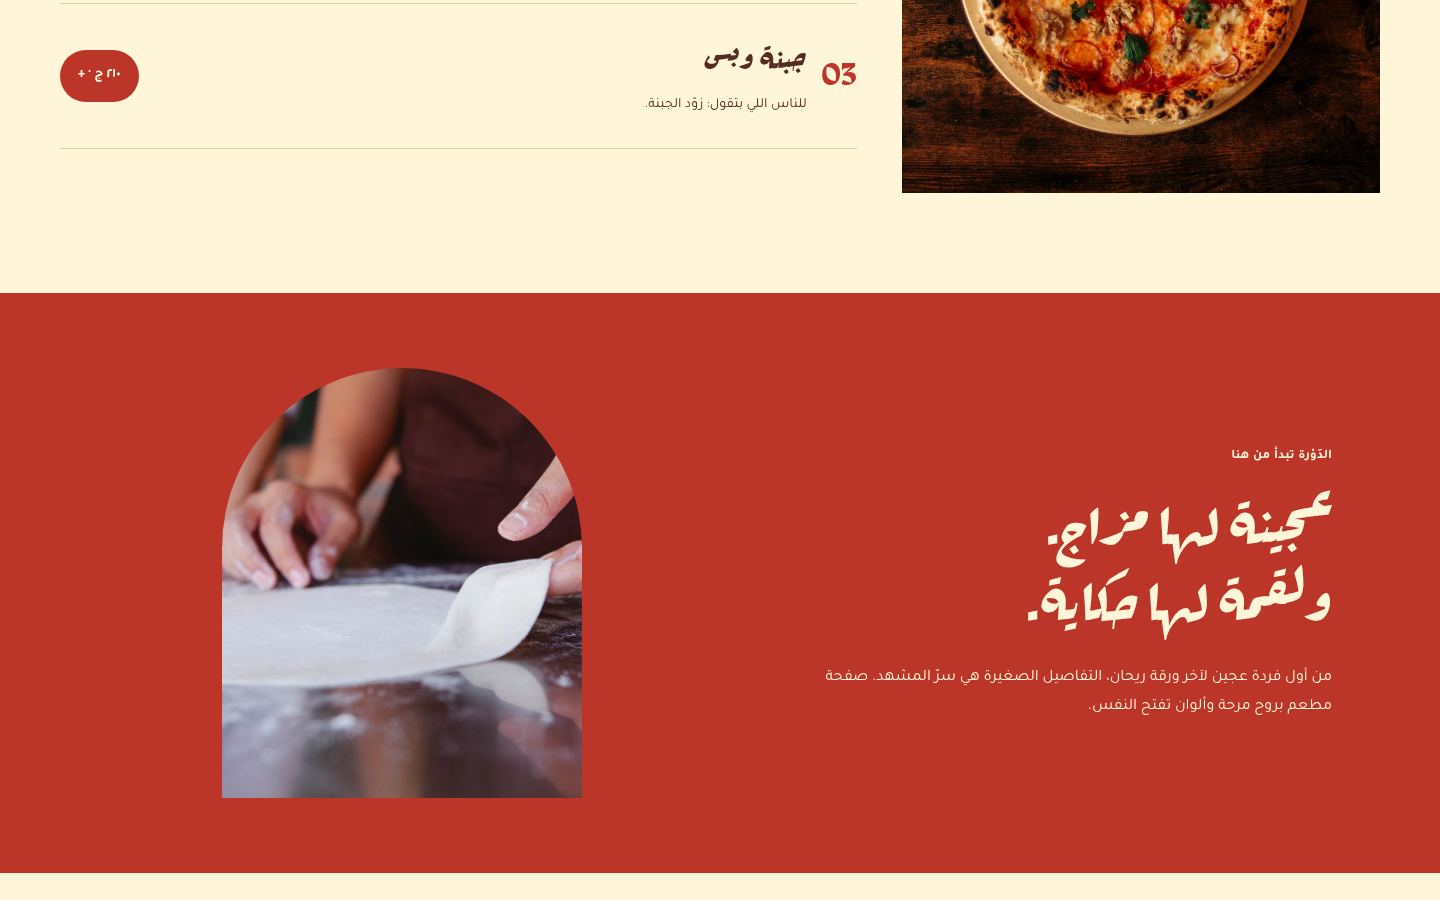 03
جبنة وبس
للناس اللي بتقول: زوّد الجبنة.
٢١٠ ج٠ +
الدَوْرة تبدأ من هنا
عجينة لها مزاج.
ولقمة لها حكاية.
من أول فردة عجين لآخر ورقة ريحان، التفاصيل الصغيرة هي سرّ المشهد. صفحة
مطعم بروح مرحة وألوان تفتح النفس.